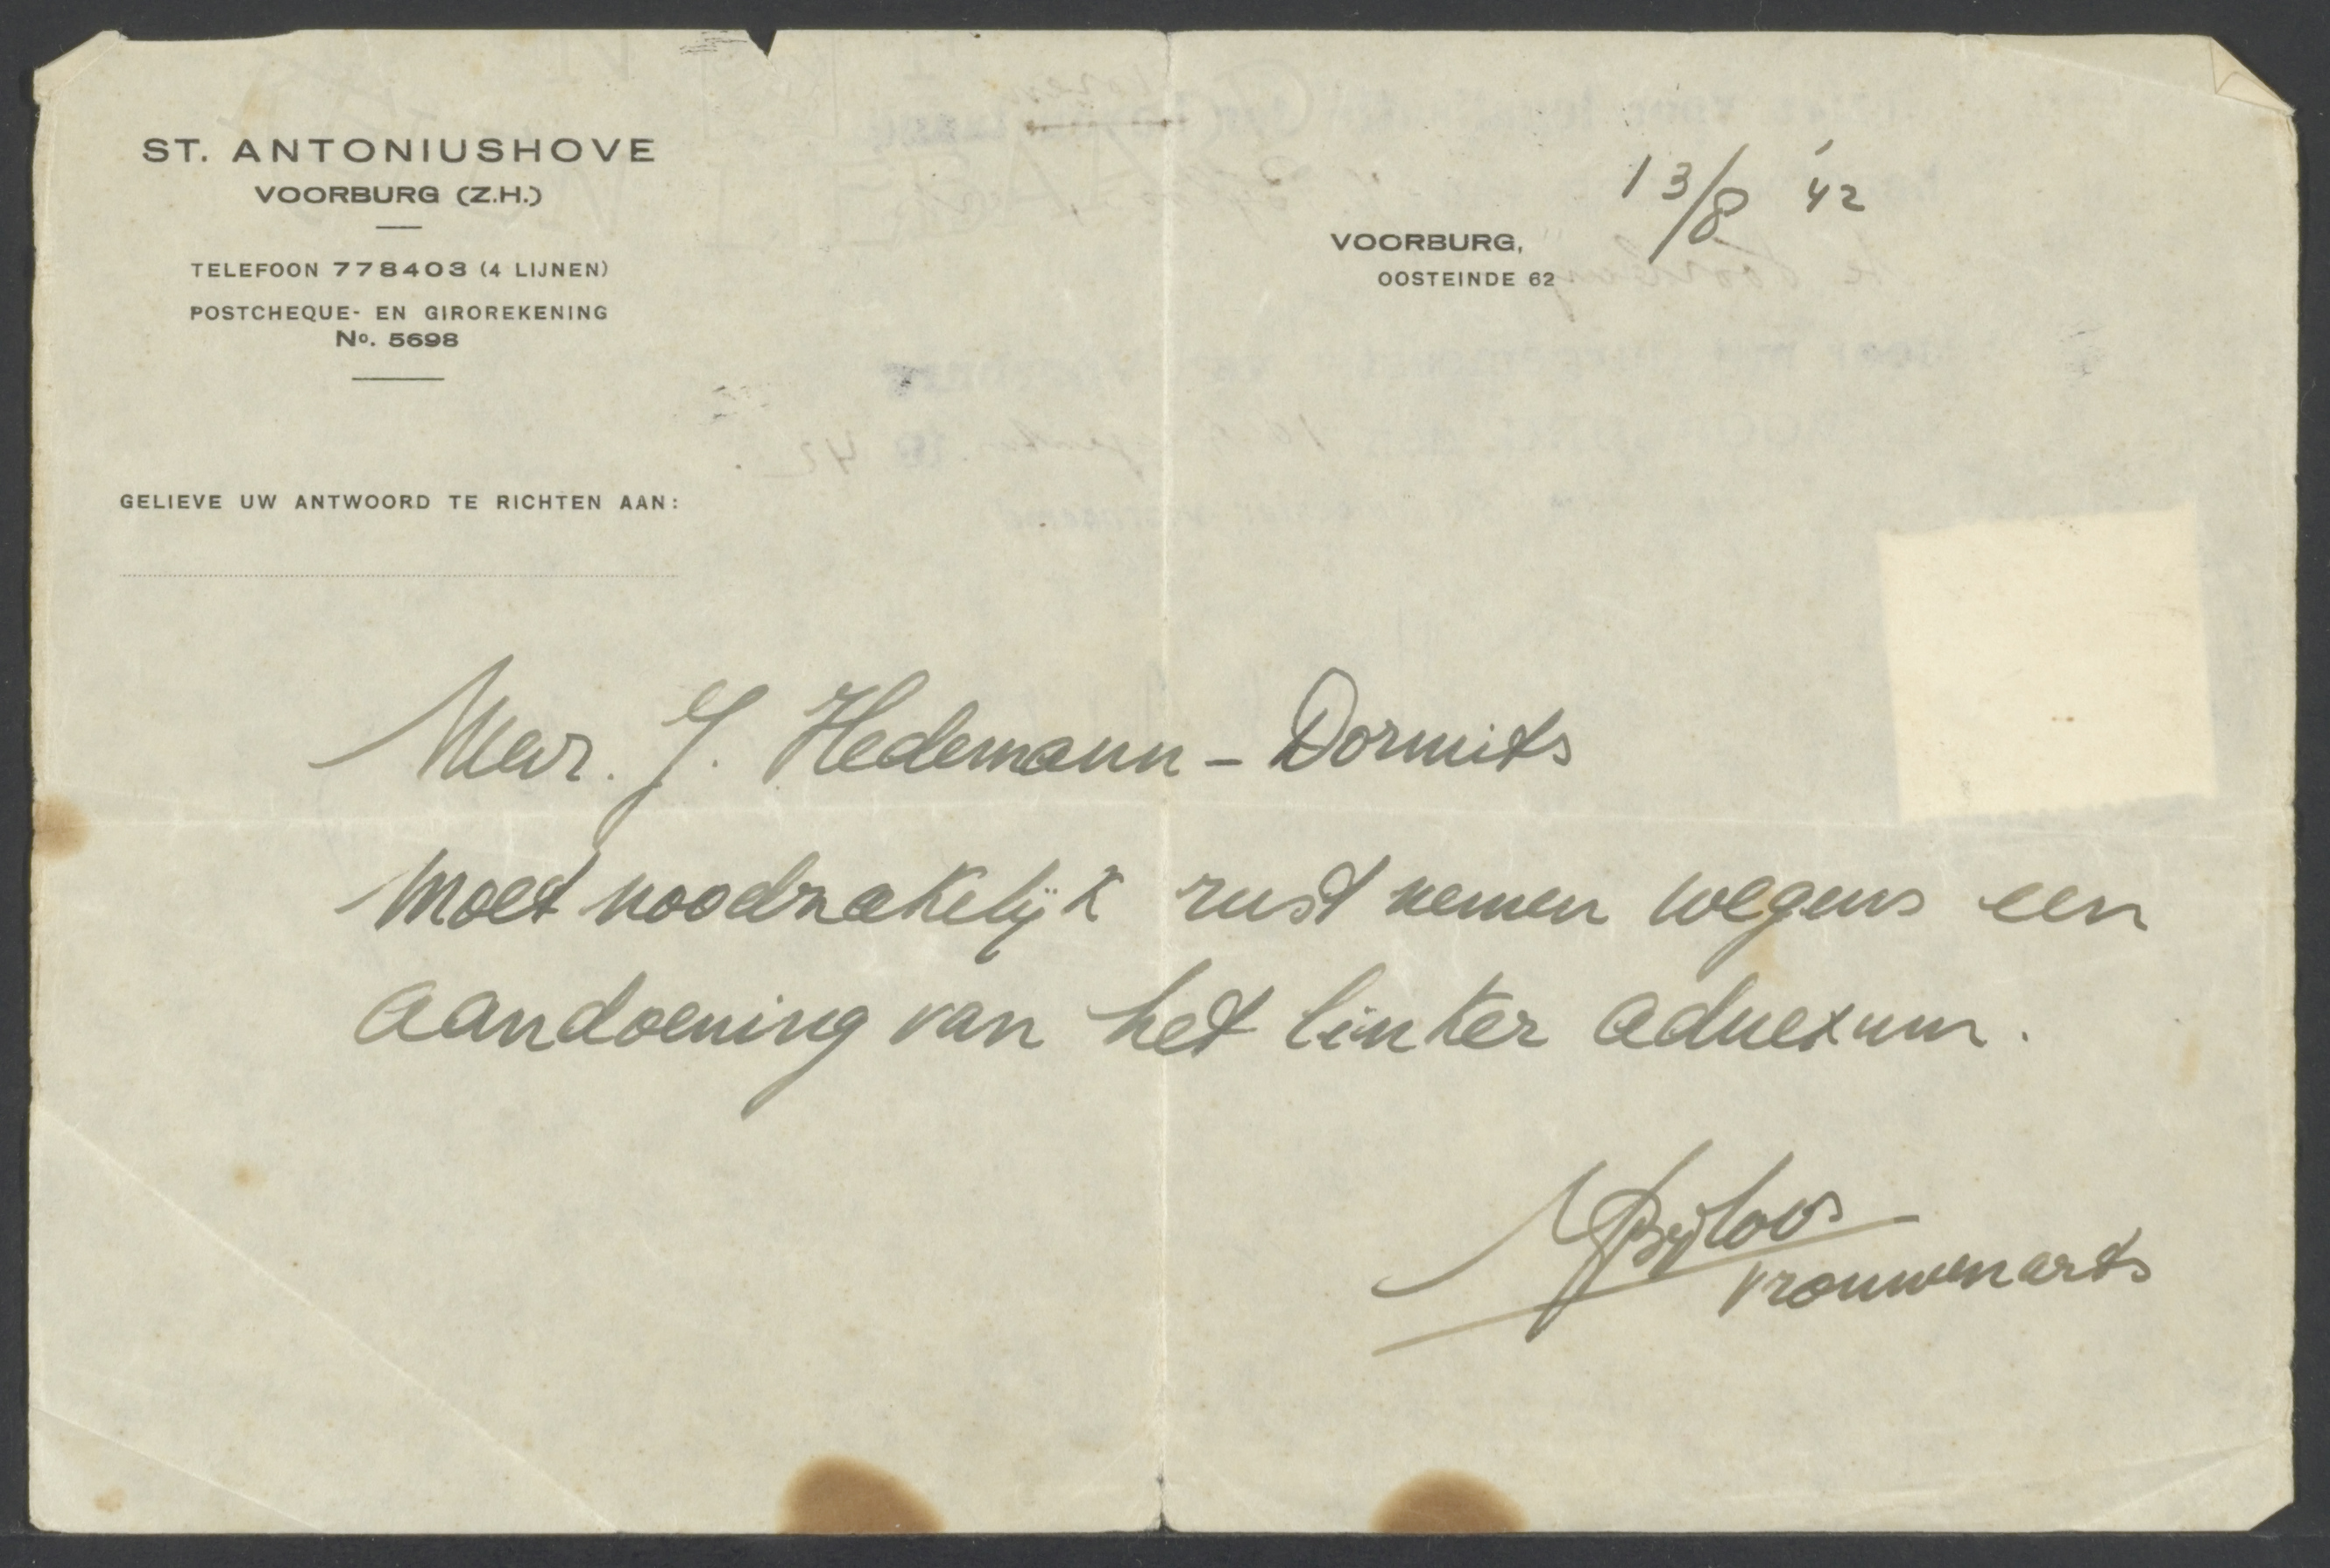 ST. ANTONIUSHOVE
VOORBURG (Z.H.)
TELEFOON 778403 (4 LIJNEN)
POSTCHEQUE- EN GIROREKENING
No. 5698
13/8 '42
VOORBURG,
OOSTEINDE 62
GELIEVE UW ANTWOORD TE RICHTEN AAN:
Mevr. J. Hedemann - Dormits
moet noodzakelijk rust nemen wegens een
aandoening van het linker adnexum.
vrouwenarts